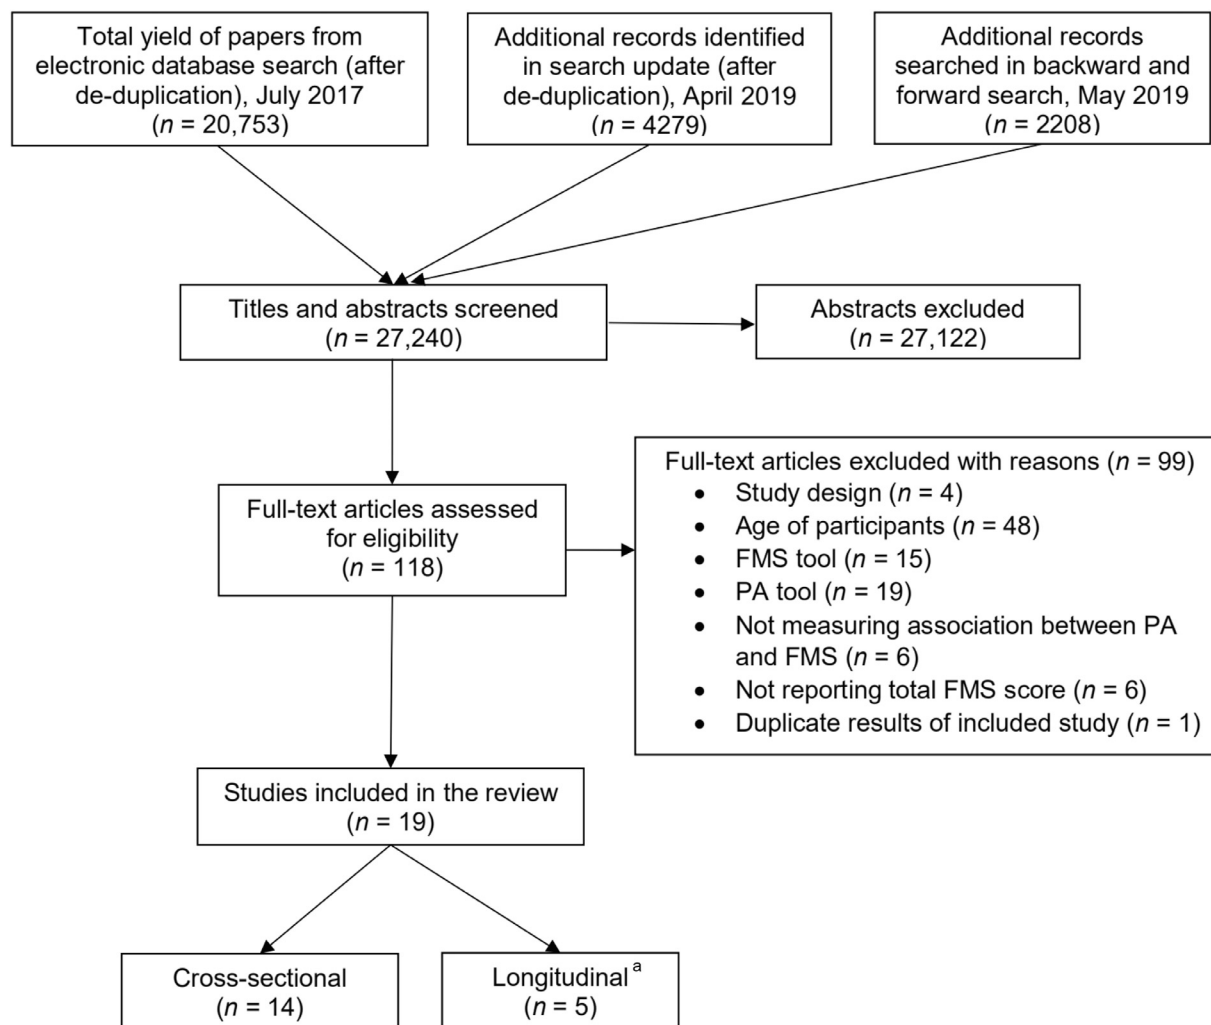 Total yield of papers from
electronic database search (after
de-duplication), July 2017
(n = 20,753)
Additional records identified
in search update (after
de-duplication), April 2019
(n = 4279)
Additional records
searched in backward and
forward search, May 2019
(n = 2208)
Titles and abstracts screened
(n = 27,240)
Abstracts excluded
(n = 27,122)
Full-text articles assessed
for eligibility
(n = 118)
Full-text articles excluded with reasons (n = 99)
• Study design (n = 4)
• Age of participants (n = 48)
• FMS tool (n = 15)
• PA tool (n = 19)
• Not measuring association between PA
and FMS (n = 6)
• Not reporting total FMS score (n = 6)
• Duplicate results of included study (n = 1)
Studies included in the review
(n = 19)
Cross-sectional
(n = 14)
Longitudinal a
(n = 5)